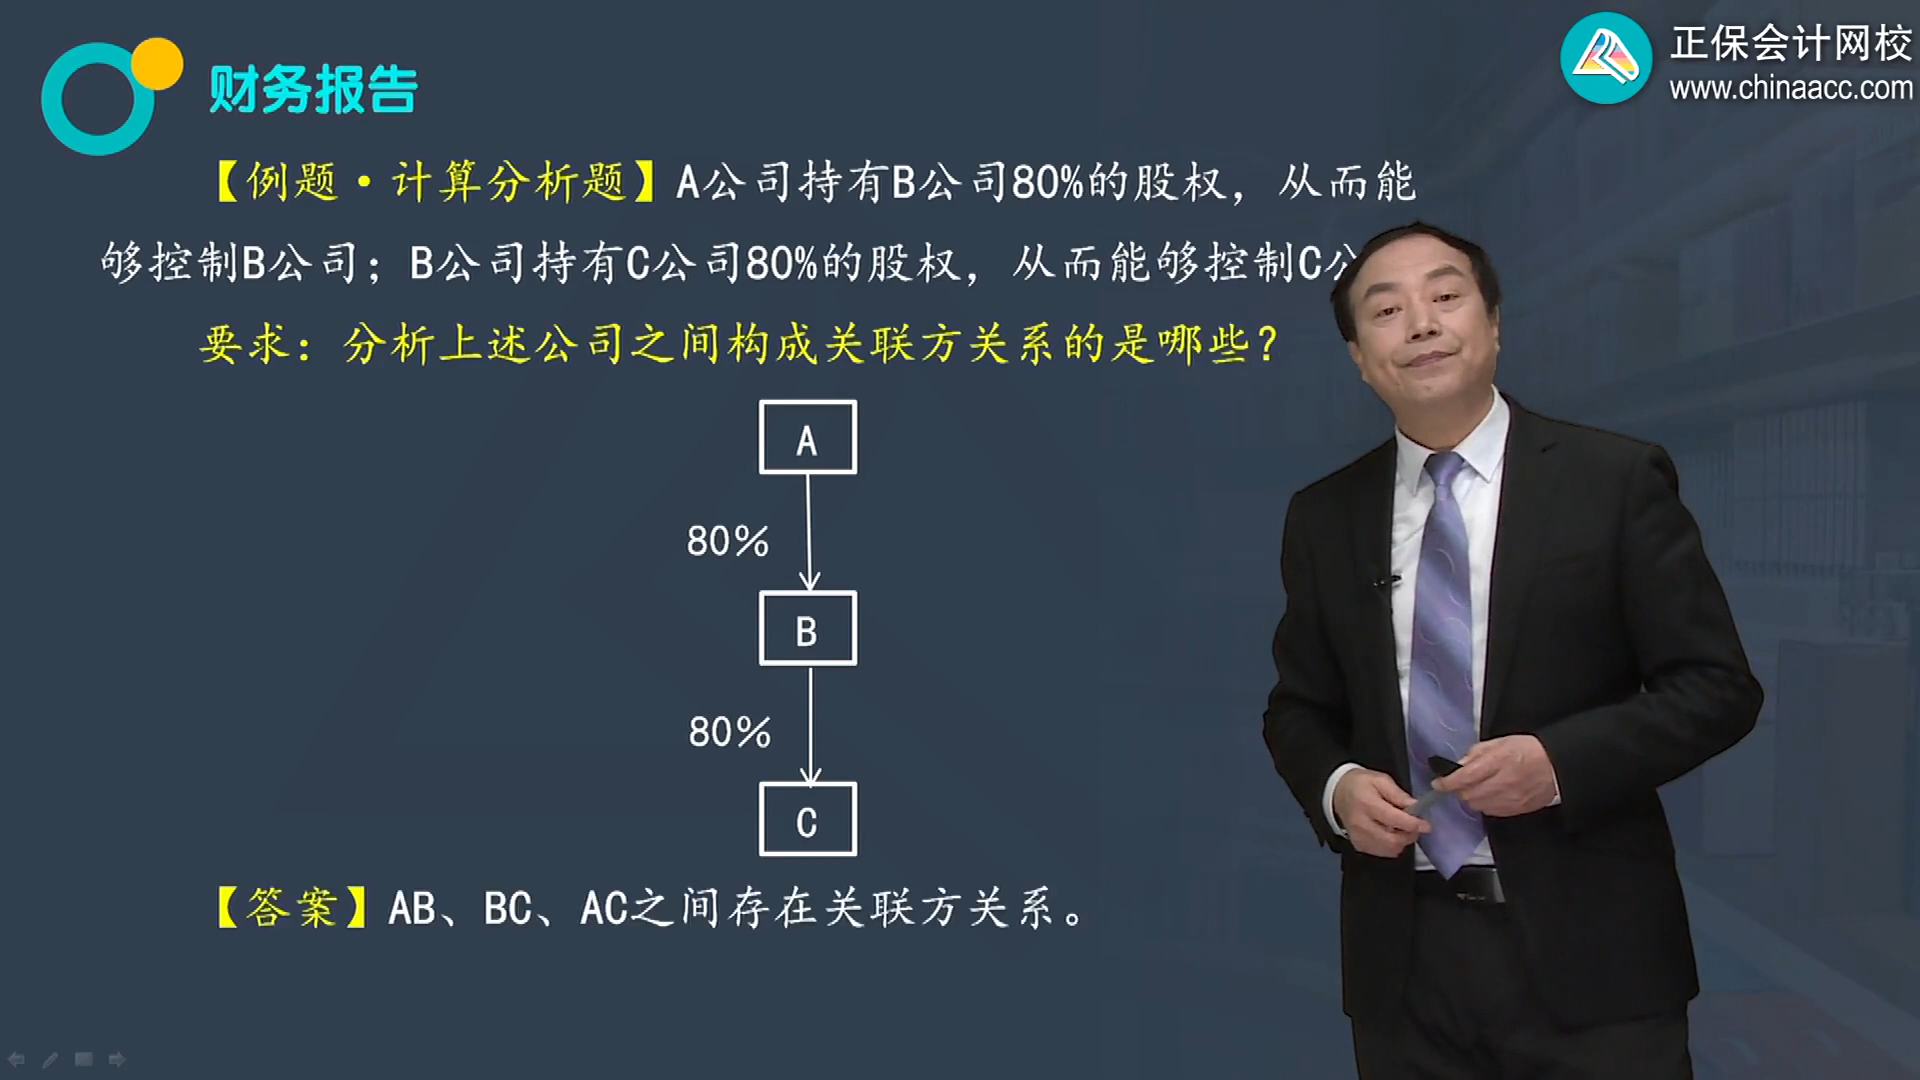 财务报告
正保会计网校
www.chinaacc.com
【例题·计算分析题】A公司持有B公司80%的股权，从而能
够控制B公司；B公司持有C公司80%的股权，从而能够控制C公
要求：分析上述公司之间构成关联方关系的是哪些？
A
80%
B
80%
C
【答案】AB、BC、AC之间存在关联方关系。